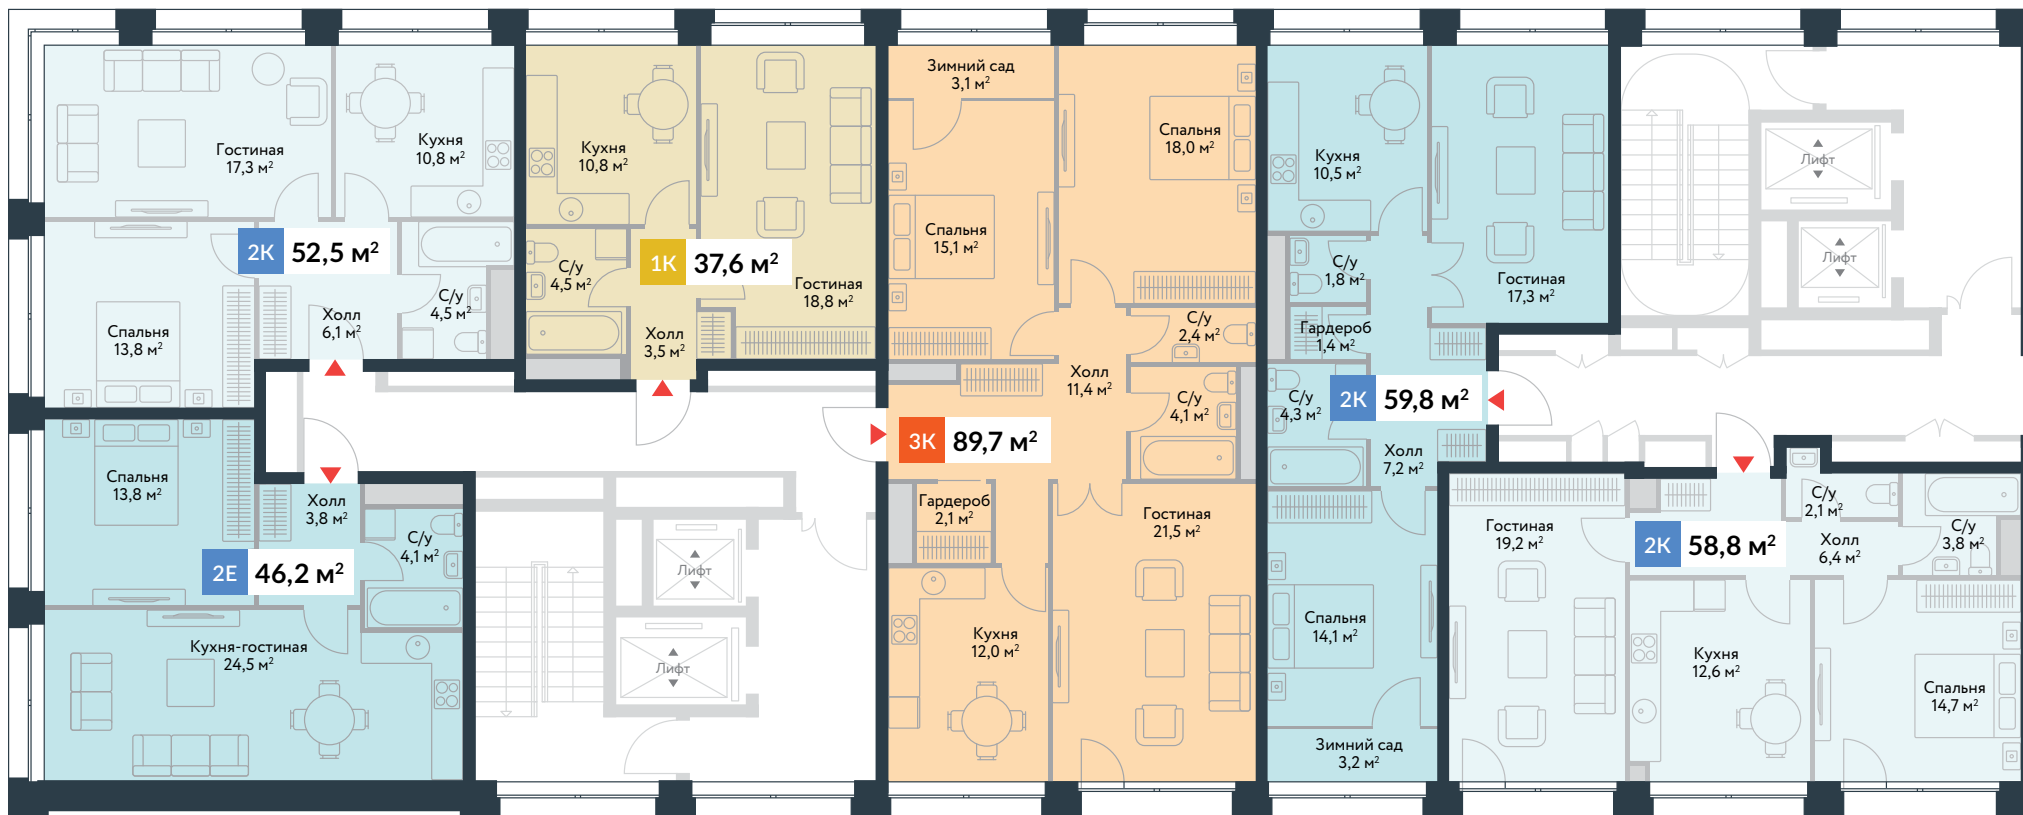 Гостиная
17,3 м²
Кухня
10,8 м²
2К 52,5 м²
Спальня
13,8 м²
Холл
6,1 м²
С/у
4,5 м²
Кухня
10,8 м²
С/у
4,5 м²
1К 37,6 м²
Гостиная
18,8 м²
Холл
3,5 м²
Спальня
13,8 м²
Холл
3,8 м²
С/у
4,1 м²
2Е 46,2 м²
Кухня-гостиная
24,5 м²
Лифт
Лифт
Зимний сад
3,1 м²
Спальня
18,0 м²
Спальня
15,1 м²
С/у
2,4 м²
Холл
11,4 м²
С/у
4,1 м²
3К 89,7 м²
Гардероб
2,1 м²
Гостиная
21,5 м²
Кухня
12,0 м²
Кухня
10,5 м²
С/у
1,8 м²
Гостиная
17,3 м²
Гардероб
1,4 м²
С/у
4,3 м²
2К 59,8 м²
Холл
7,2 м²
Спальня
14,1 м²
Зимний сад
3,2 м²
Лифт
Лифт
Гостиная
19,2 м²
2К 58,8 м²
С/у
2,1 м²
Холл
6,4 м²
С/у
3,8 м²
Кухня
12,6 м²
Спальня
14,7 м²